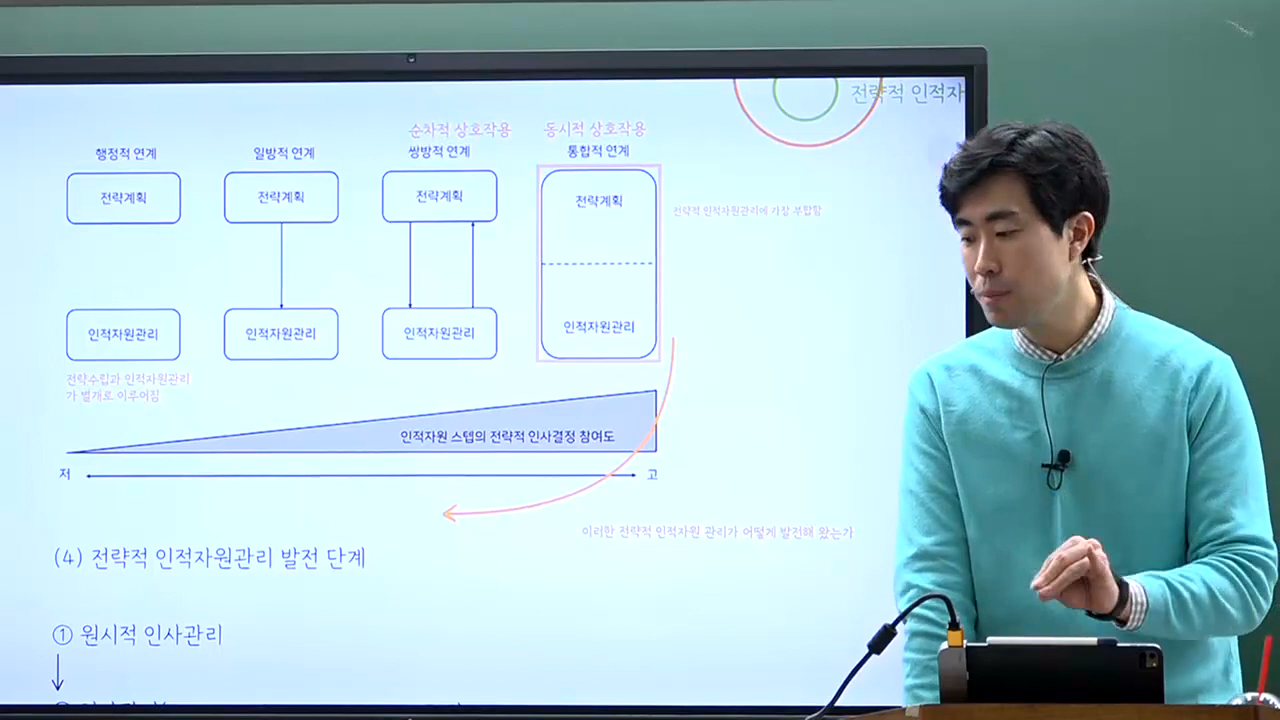 전략적 인적자
순차적 상호작용 동시적 상호작용
행정적 연계 일방적 연계 쌍방적 연계 통합적 연계
전략계획 전략계획 전략계획 전략계획
전략적 인적자원관리에 가장 부합함
인적자원관리 인적자원관리 인적자원관리 인적자원관리
전략수립과 인적자원관리
가 별개로 이루어짐
인적자원 스텝의 전략적 인사결정 참여도
저 고
이러한 전략적 인적자원 관리가 어떻게 발전해 왔는가
(4) 전략적 인적자원관리 발전 단계
① 원시적 인사관리